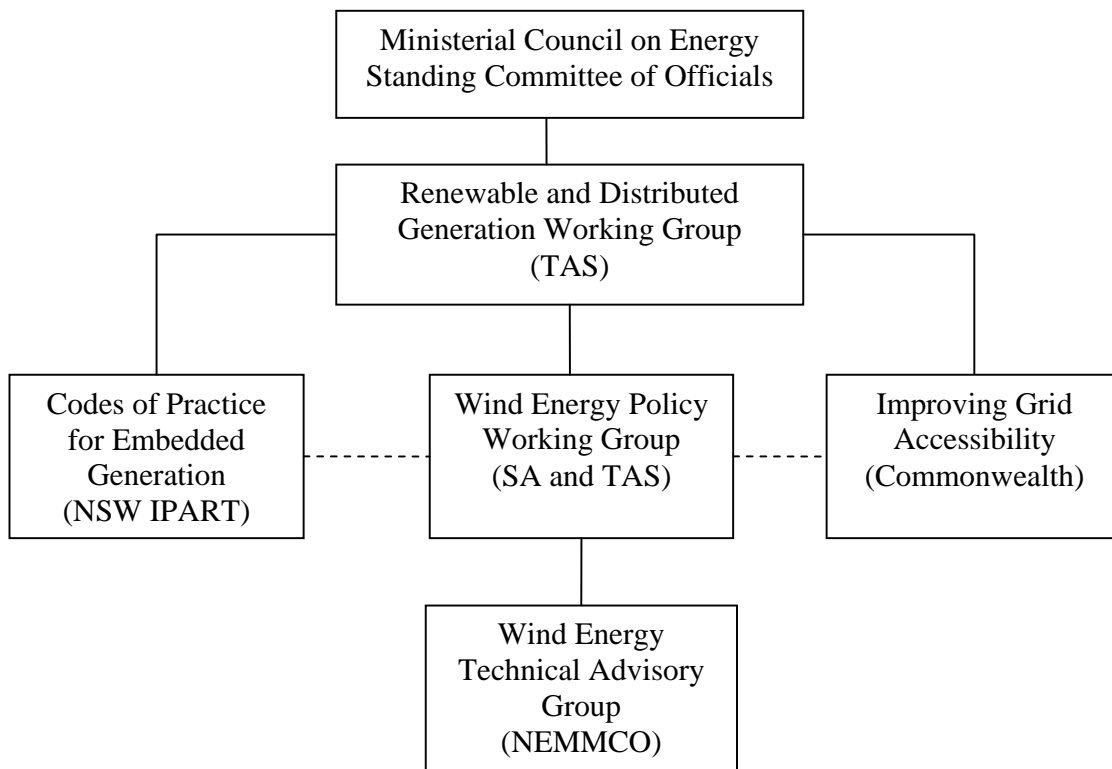 Ministerial Council on Energy
Standing Committee of Officials
Renewable and Distributed
Generation Working Group
(TAS)
Codes of Practice
for Embedded
Generation
(NSW IPART)
Wind Energy Policy
Working Group
(SA and TAS)
Improving Grid
Accessibility
(Commonwealth)
Wind Energy
Technical Advisory
Group
(NEMMCO)